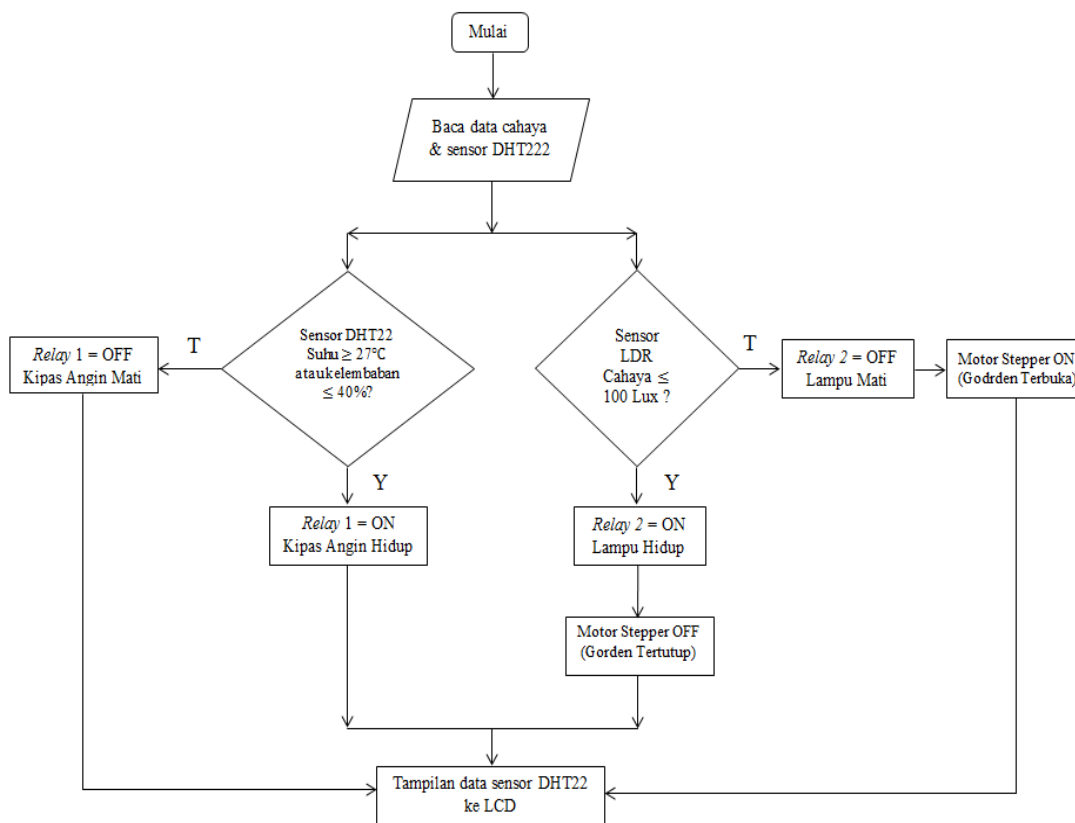 Mulai
Baca data cahaya
& sensor DHT222
Sensor DHT22
Suhu ≥ 27°C
atau kelembaban
≤ 40%?
T
Relay 1 = OFF
Kipas Angin Mati
Y
Relay 1 = ON
Kipas Angin Hidup
Sensor
LDR
Cahaya ≤
100 Lux ?
T
Relay 2 = OFF
Lampu Mati
Motor Stepper ON
(Godrden Terbuka)
Y
Relay 2 = ON
Lampu Hidup
Motor Stepper OFF
(Gorden Tertutup)
Tampilan data sensor DHT22
ke LCD